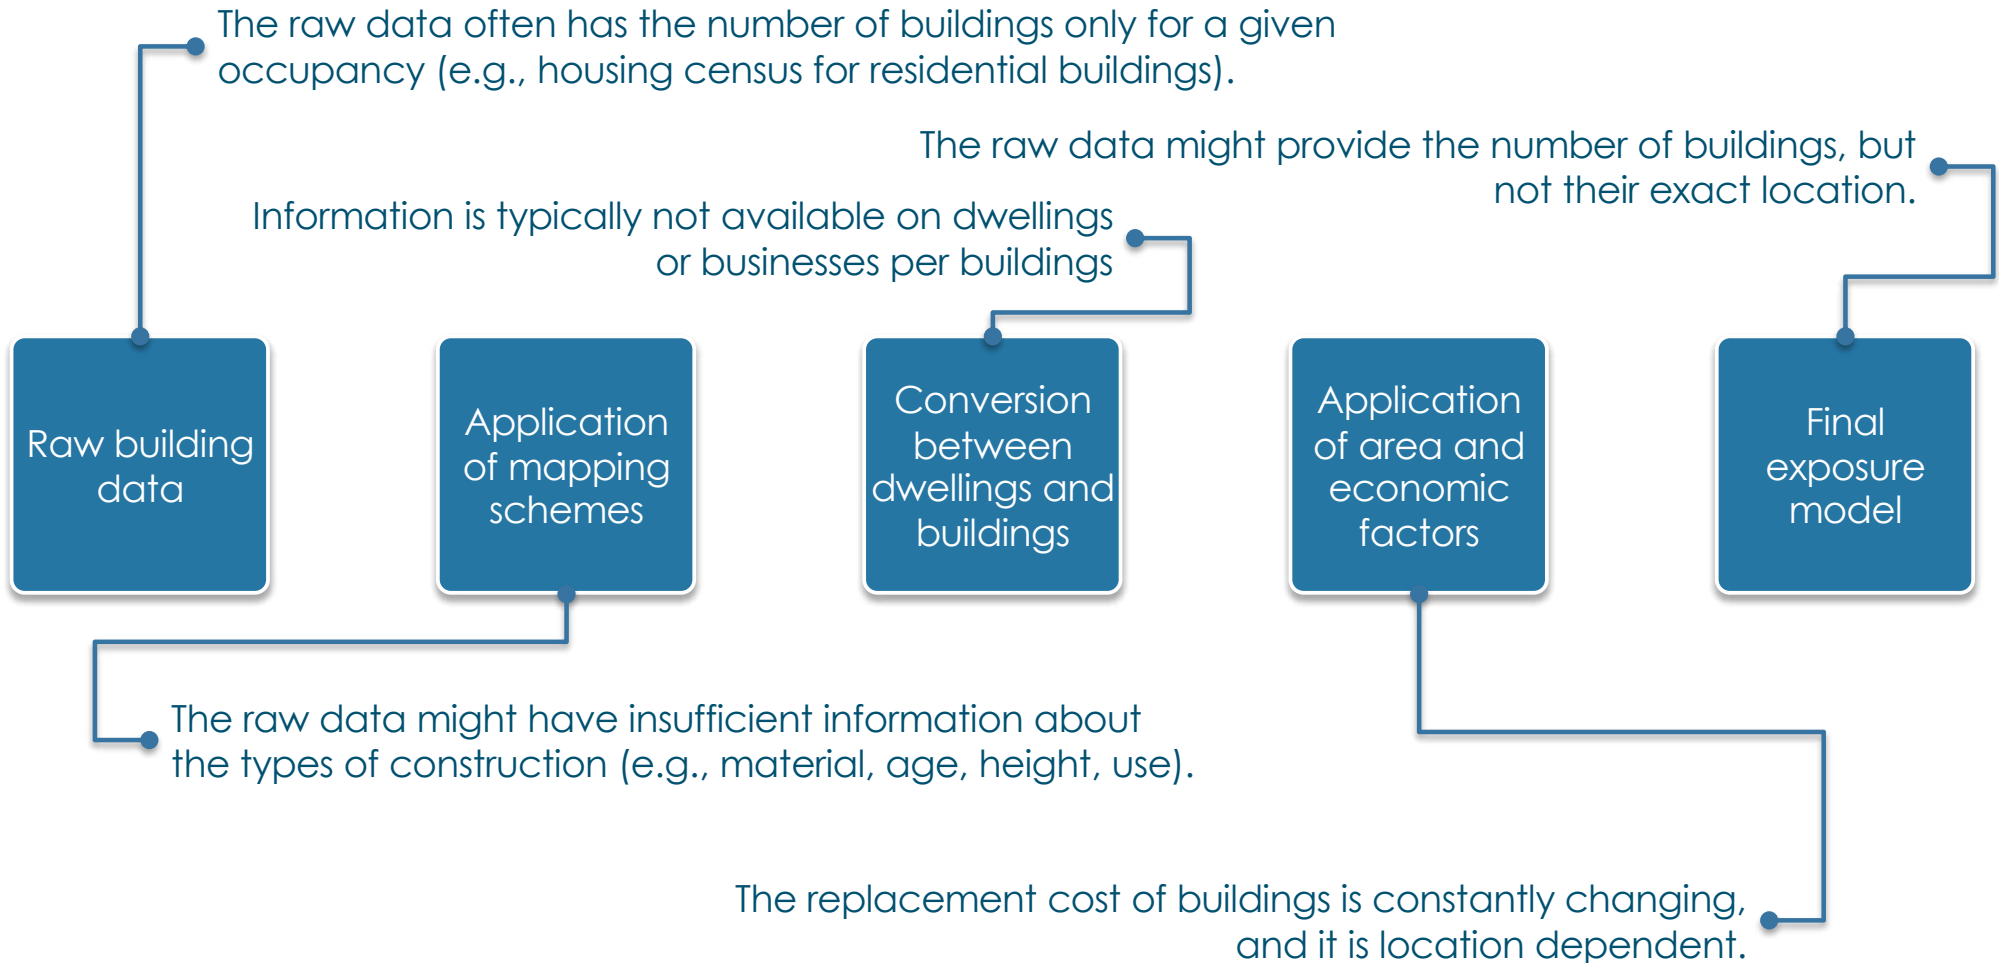 The raw data often has the number of buildings only for a given
occupancy (e.g., housing census for residential buildings).
The raw data might provide the number of buildings, but
not their exact location.
Information is typically not available on dwellings
or businesses per buildings
Raw building
data
Application
of mapping
schemes
Conversion
between
dwellings and
buildings
Application
of area and
economic
factors
Final
exposure
model
The raw data might have insufficient information about
the types of construction (e.g., material, age, height, use).
The replacement cost of buildings is constantly changing,
and it is location dependent.